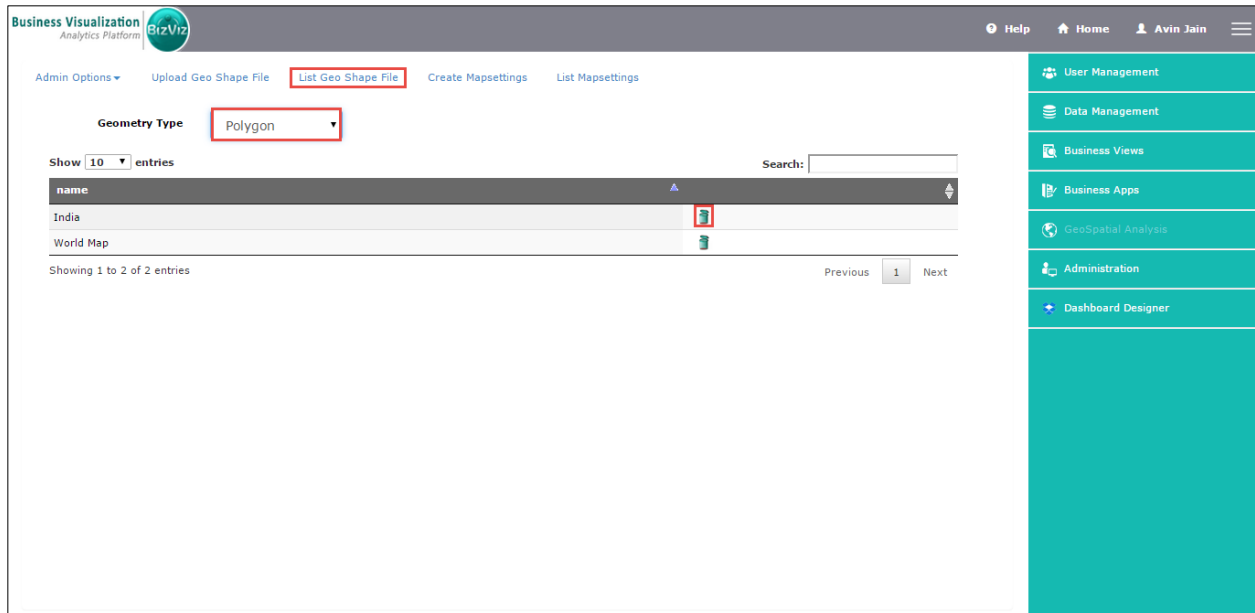 Business Visualization
Analytics Platform
BizViz
Help
Home
Avin Jain
Admin Options
Upload Geo Shape File
List Geo Shape File
Create Mapsettings
List Mapsettings
Geometry Type
Polygon
Show 10 entries
Search:
name
India
World Map
Showing 1 to 2 of 2 entries
Previous 1 Next
User Management
Data Management
Business Views
Business Apps
GeoSpatial Analysis
Administration
Dashboard Designer